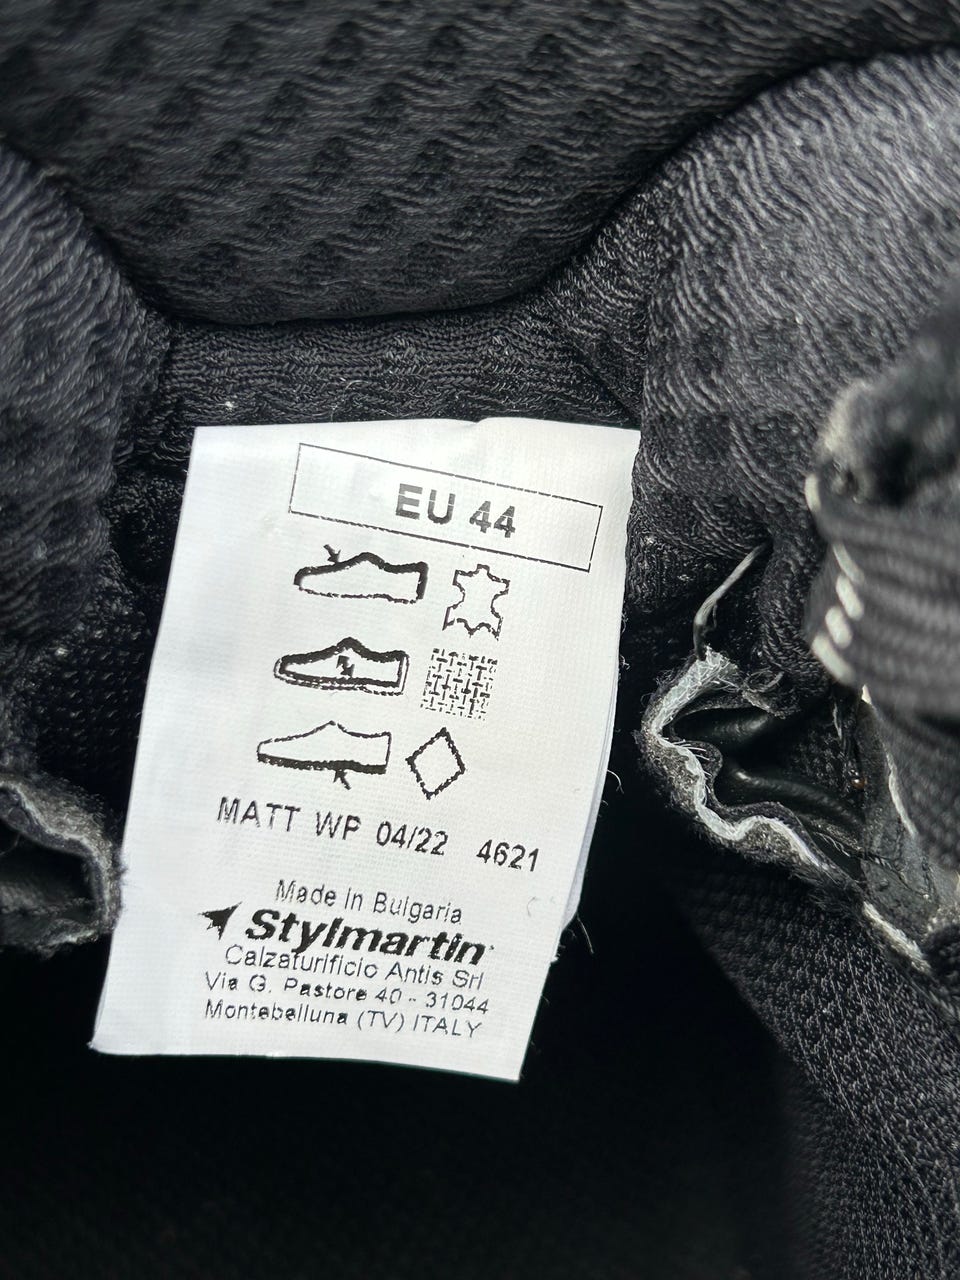 EU 44
MATT WP 04/22 4621
Made in Bulgaria
Stylmartin
Calzaturificio Antis Srl
Via G. Pastore 40 - 31044
Montebelluna (TV) ITALY